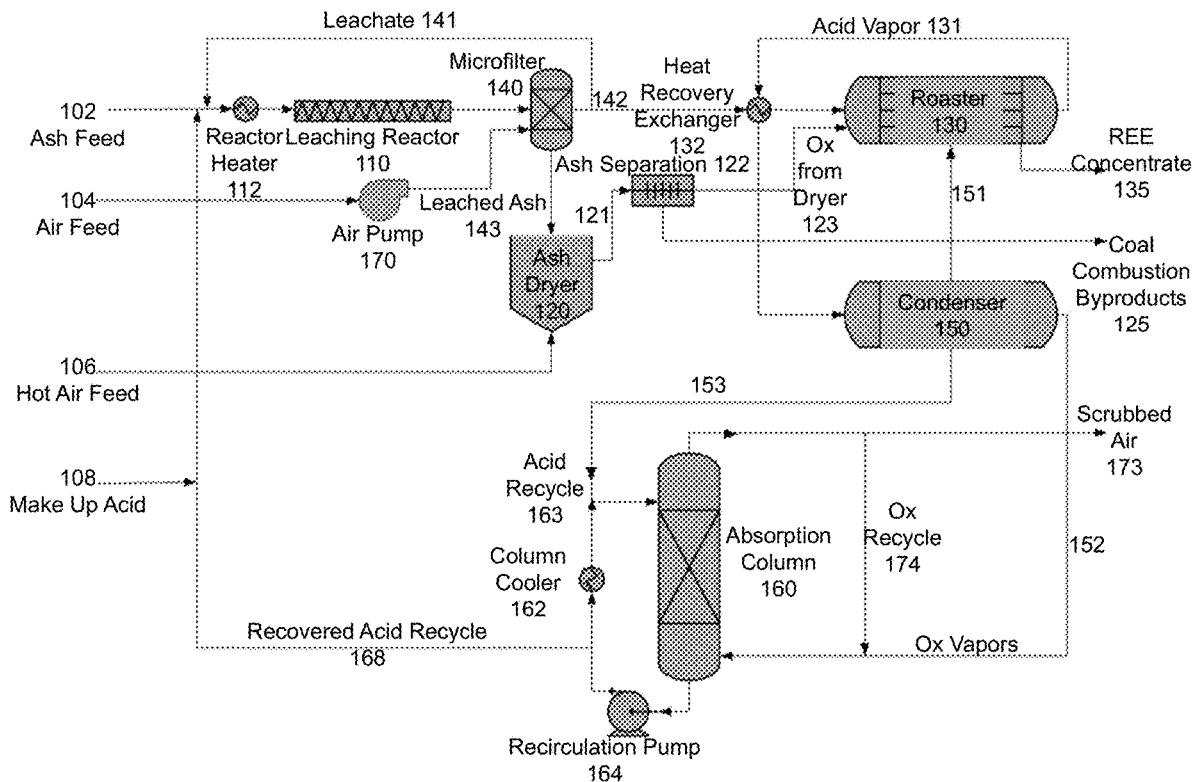 Leachate 141
Acid Vapor 131
Microfilter
140
Heat
Recovery
Exchanger
132
142
Roaster
130
102
Ash Feed
Reactor
Heater
112
Leaching Reactor
110
REE
Concentrate
135
Ash Separation 122
Ox
from
Dryer
123
151
104
Air Feed
Air Pump
170
Leached Ash
143
121
Ash
Dryer
120
Coal
Combustion
Byproducts
125
Condenser
150
106
Hot Air Feed
153
Scrubbed
Air
173
108
Make Up Acid
Acid
Recycle
163
Ox
Recycle
174
152
Absorption
Column
160
Column
Cooler
162
Recovered Acid Recycle
168
Ox Vapors
Recirculation Pump
164